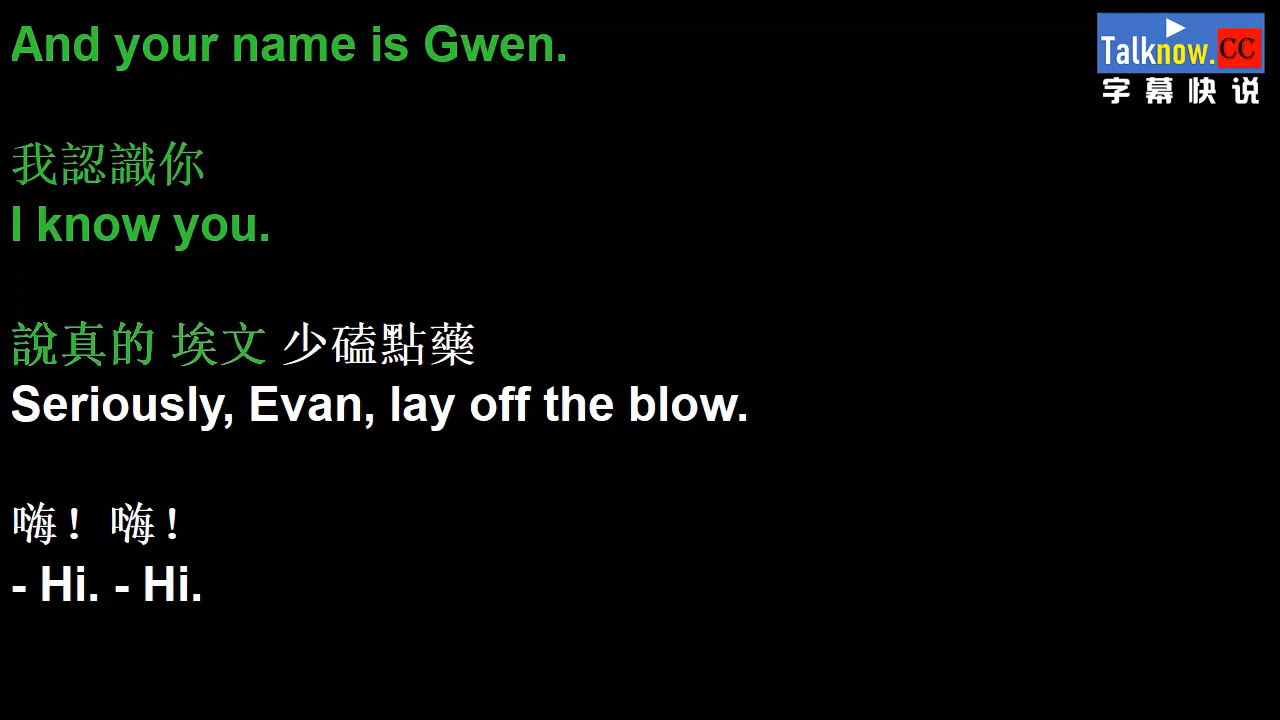 And your name is Gwen.
Talknow.CC
字幕快说
我認識你
I know you.
說真的 埃文 少磕點藥
Seriously, Evan, lay off the blow.
嗨！嗨！
- Hi. - Hi.